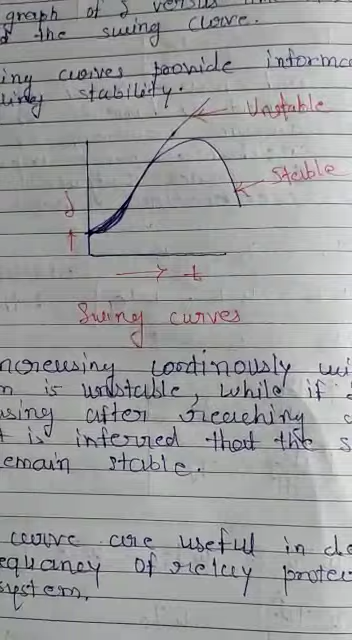 graph of δ versus
the swing curve.
ing curves provide informa
ing stability.
Unstable
Stable
δ
↑
→ t
Swing curves
ncreasing continously wi
m is unstable, while if δ
sing after reaching
t is inferred that the s
emain stable.
curve are useful in de
equancy of relay protec
system.